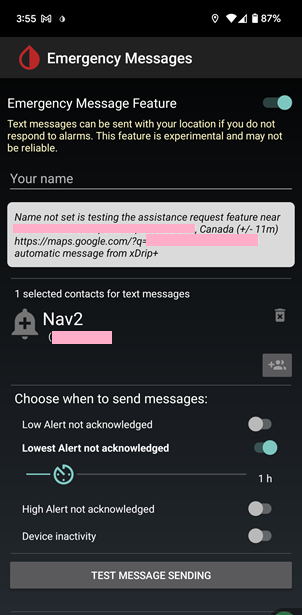 3:55
87%
Emergency Messages
Emergency Message Feature
Text messages can be sent with your location if you do not
respond to alarms. This feature is experimental and may not
be reliable.
Your name
Name not set is testing the assistance request feature near
, Canada (+/- 11m)
https://maps.google.com/?q=
automatic message from xDrip+
1 selected contacts for text messages
Nav2
(
Choose when to send messages:
Low Alert not acknowledged
Lowest Alert not acknowledged
1 h
High Alert not acknowledged
Device inactivity
TEST MESSAGE SENDING